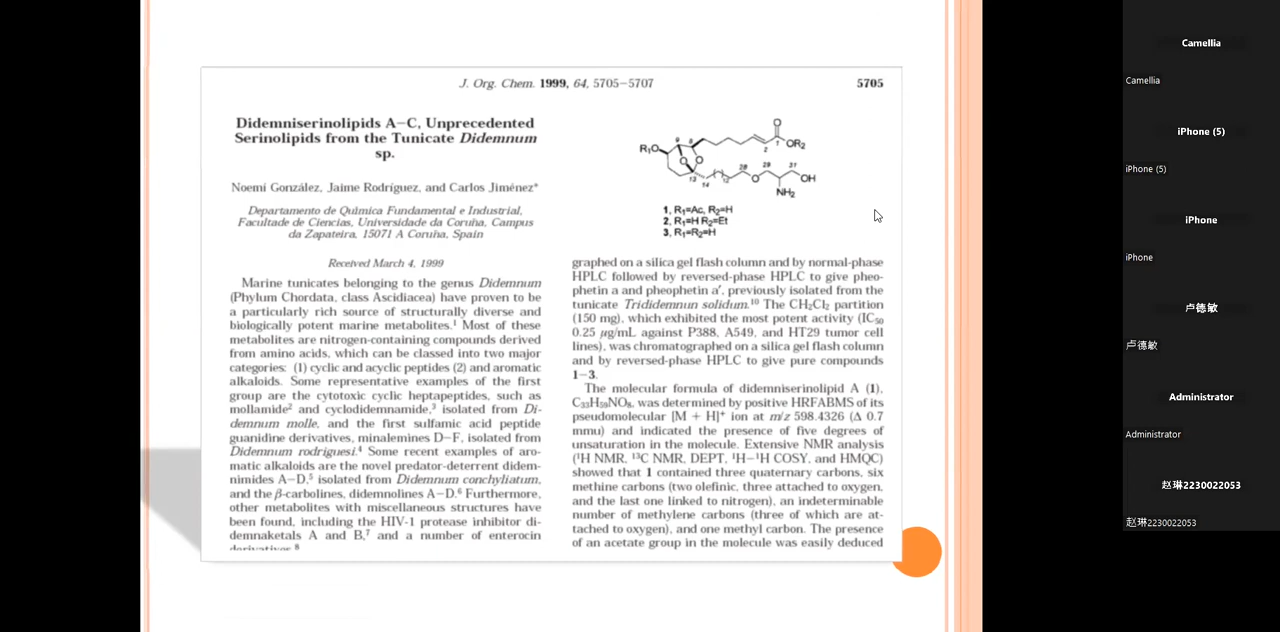 J. Org. Chem. 1999, 64, 5705−5707
5705
Didemniserinolipids A−C, Unprecedented
Serinolipids from the Tunicate Didemnum
sp.
Noemí González, Jaime Rodríguez, and Carlos Jiménez*
Departamento de Química Fundamental e Industrial,
Facultade de Ciencias, Universidade da Coruña, Campus
da Zapateira, 15071 A Coruña, Spain
Received March 4, 1999
Marine tunicates belonging to the genus Didemnum
(Phylum Chordata, class Ascidiacea) have proven to be
a particularly rich source of structurally diverse and
biologically potent marine metabolites.¹ Most of these
metabolites are nitrogen-containing compounds derived
from amino acids, which can be classed into two major
categories: (1) cyclic and acyclic peptides (2) and aromatic
alkaloids. Some representative examples of the first
group are the cytotoxic cyclic heptapeptides, such as
mollamide² and cyclodidemnamide,³ isolated from Di-
demnum molle, and the first sulfamic acid peptide
guanidine derivatives, minalemines D−F, isolated from
Didemnum rodriguesi.⁴ Some recent examples of aro-
matic alkaloids are the novel predator-deterrent didem-
nimides A−D,⁵ isolated from Didemnum conchyliatum,
and the β-carbolines, didemnolines A−D.⁶ Furthermore,
other metabolites with miscellaneous structures have
been found, including the HIV-1 protease inhibitor di-
demnaketals A and B,⁷ and a number of enterocin
derivatives.⁸
R₁O
9
8
O
O
13
14
12
O
1
2
OR₂
28
O
29
31
OH
NH₂
1, R₁=Ac, R₂=H
2, R₁=H R₂=Et
3, R₁=R₂=H
graphed on a silica gel flash column and by normal-phase
HPLC followed by reversed-phase HPLC to give pheo-
phetin a and pheophetin a′, previously isolated from the
tunicate Trididemnun solidum.¹⁰ The CH₂Cl₂ partition
(150 mg), which exhibited the most potent activity (IC₅₀
0.25 μg/mL against P388, A549, and HT29 tumor cell
lines), was chromatographed on a silica gel flash column
and by reversed-phase HPLC to give pure compounds
1−3.
The molecular formula of didemniserinolipid A (1),
C₃₃H₅₉NO₈, was determined by positive HRFABMS of its
pseudomolecular [M + H]⁺ ion at m/z 598.4326 (Δ 0.7
mmu) and indicated the presence of five degrees of
unsaturation in the molecule. Extensive NMR analysis
(¹H NMR, ¹³C NMR, DEPT, ¹H−¹H COSY, and HMQC)
showed that 1 contained three quaternary carbons, six
methine carbons (two olefinic, three attached to oxygen,
and the last one linked to nitrogen), an indeterminable
number of methylene carbons (three of which are at-
tached to oxygen), and one methyl carbon. The presence
of an acetate group in the molecule was easily deduced
Camellia
Camellia
iPhone (5)
iPhone (5)
iPhone
iPhone
卢德敏
卢德敏
Administrator
Administrator
赵琳2230022053
赵琳2230022053